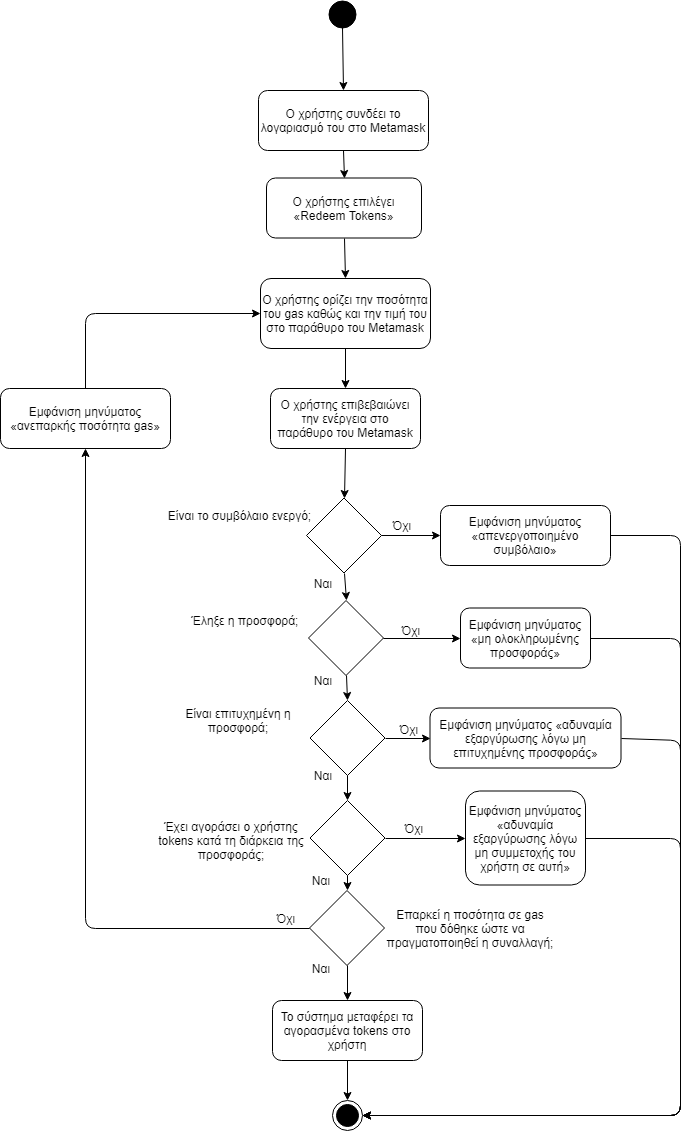 Ο χρήστης συνδέει το
λογαριασμό του στο Metamask
Ο χρήστης επιλέγει
«Redeem Tokens»
Ο χρήστης ορίζει την ποσότητα
του gas καθώς και την τιμή του
στο παράθυρο του Metamask
Εμφάνιση μηνύματος
«ανεπαρκής ποσότητα gas»
Ο χρήστης επιβεβαιώνει
την ενέργεια στο
παράθυρο του Metamask
Είναι το συμβόλαιο ενεργό;
Όχι
Εμφάνιση μηνύματος
«απενεργοποιημένο
συμβόλαιο»
Ναι
Έληξε η προσφορά;
Όχι
Εμφάνιση μηνύματος
«μη ολοκληρωμένης
προσφοράς»
Ναι
Είναι επιτυχημένη η
προσφορά;
Όχι
Εμφάνιση μηνύματος «αδυναμία
εξαργύρωσης λόγω μη
επιτυχημένης προσφοράς»
Ναι
Έχει αγοράσει ο χρήστης
tokens κατά τη διάρκεια της
προσφοράς;
Όχι
Εμφάνιση μηνύματος
«αδυναμία
εξαργύρωσης λόγω
μη συμμετοχής του
χρήστη σε αυτή»
Ναι
Όχι
Επαρκεί η ποσότητα σε gas
που δόθηκε ώστε να
πραγματοποιηθεί η συναλλαγή;
Ναι
Το σύστημα μεταφέρει τα
αγορασμένα tokens στο
χρήστη